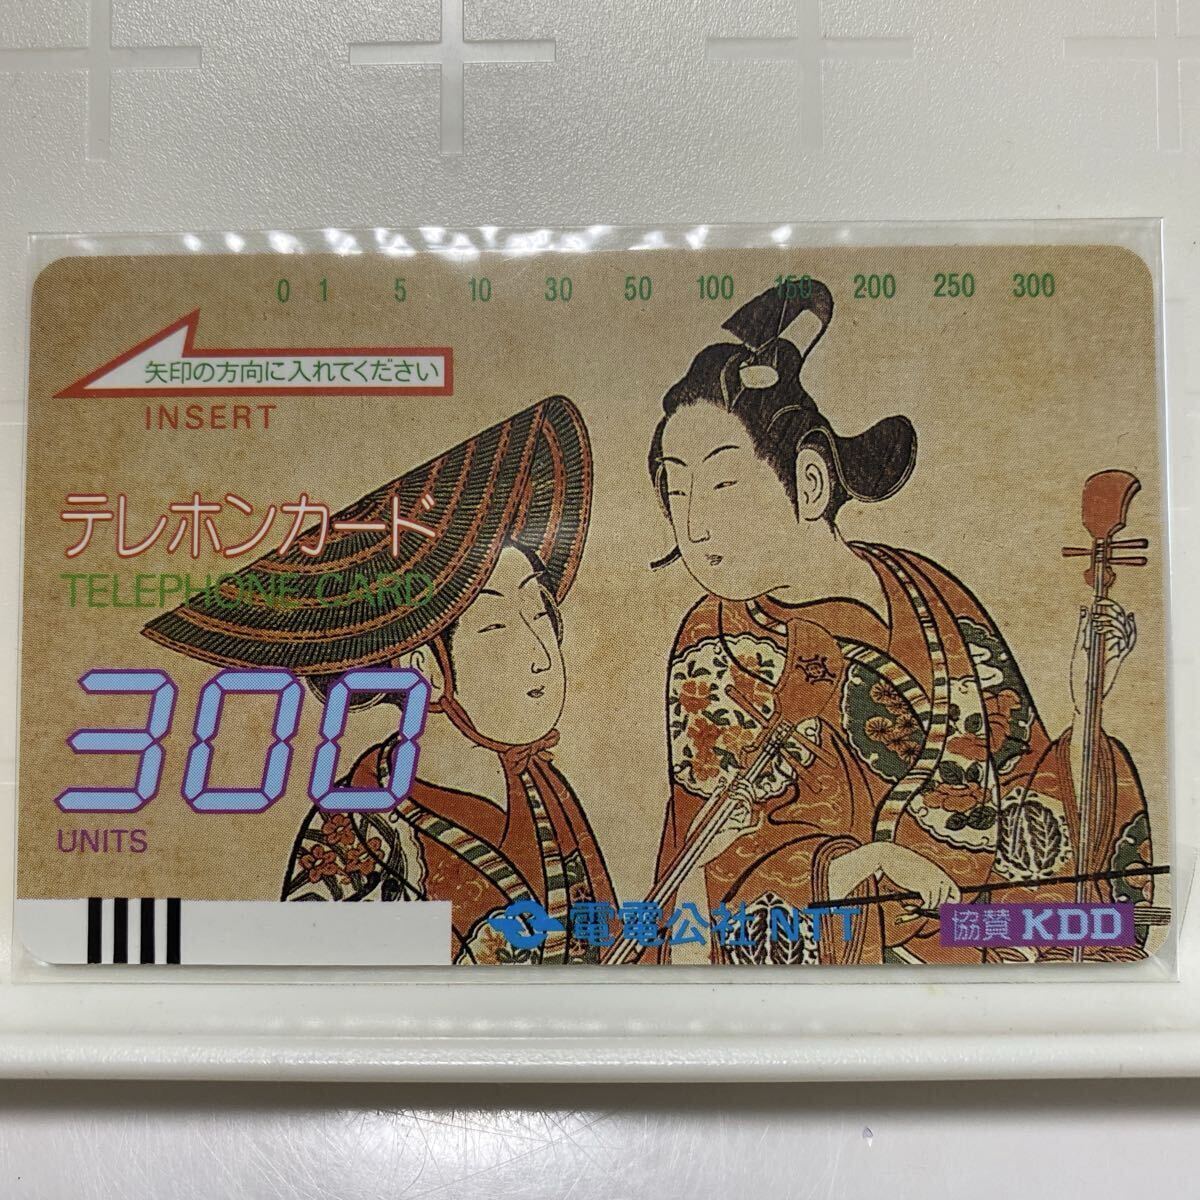 0 1 5 10 30 50 100 150 200 250 300
矢印の方向に入れてください
INSERT
テレホンカード
TELEPHONE CARD
300
UNITS
電電公社 NTT
協賛 KDD